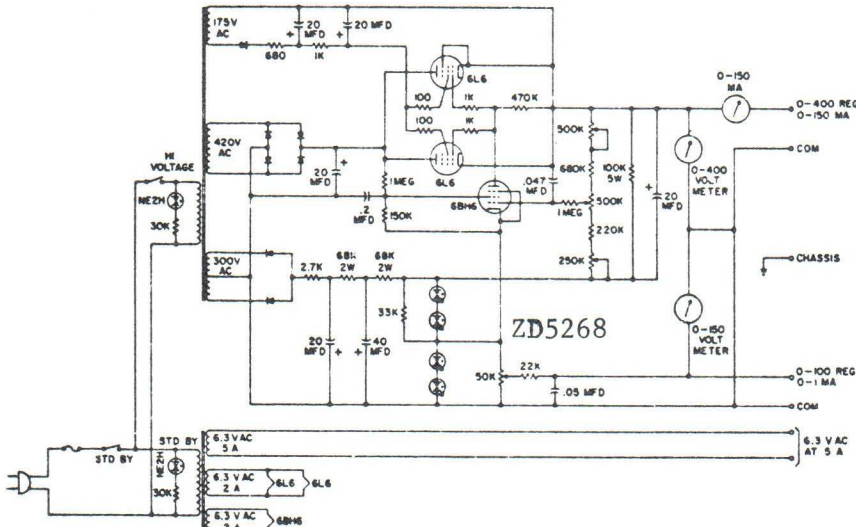 175V
AC
20
MFD
20 MFD
680
1K
6L6
100
1K
470K
100
1K
6L6
0-150
MA
0-400 REG
0-150 MA
COM
420V
AC
HI
VOLTAGE
NE2H
30K
20
MFD
1 MEG
.2
MFD
150K
6BH6
.047
MFD
1 MEG
500K
680K
500K
220K
250K
100K
5W
20
MFD
0-400
VOLT
METER
CHASSIS
300V
AC
2.7K
68K
2W
68K
2W
33K
20
MFD
40
MFD
ZD5268
0-150
VOLT
METER
50K
22K
.05 MFD
0-100 REG
0-1 MA
COM
STD BY
STD BY
NE2H
30K
6.3 VAC
5 A
6.3 VAC
AT 5 A
6.3 VAC
2 A
6L6
6L6
6.3 VAC
6BH6